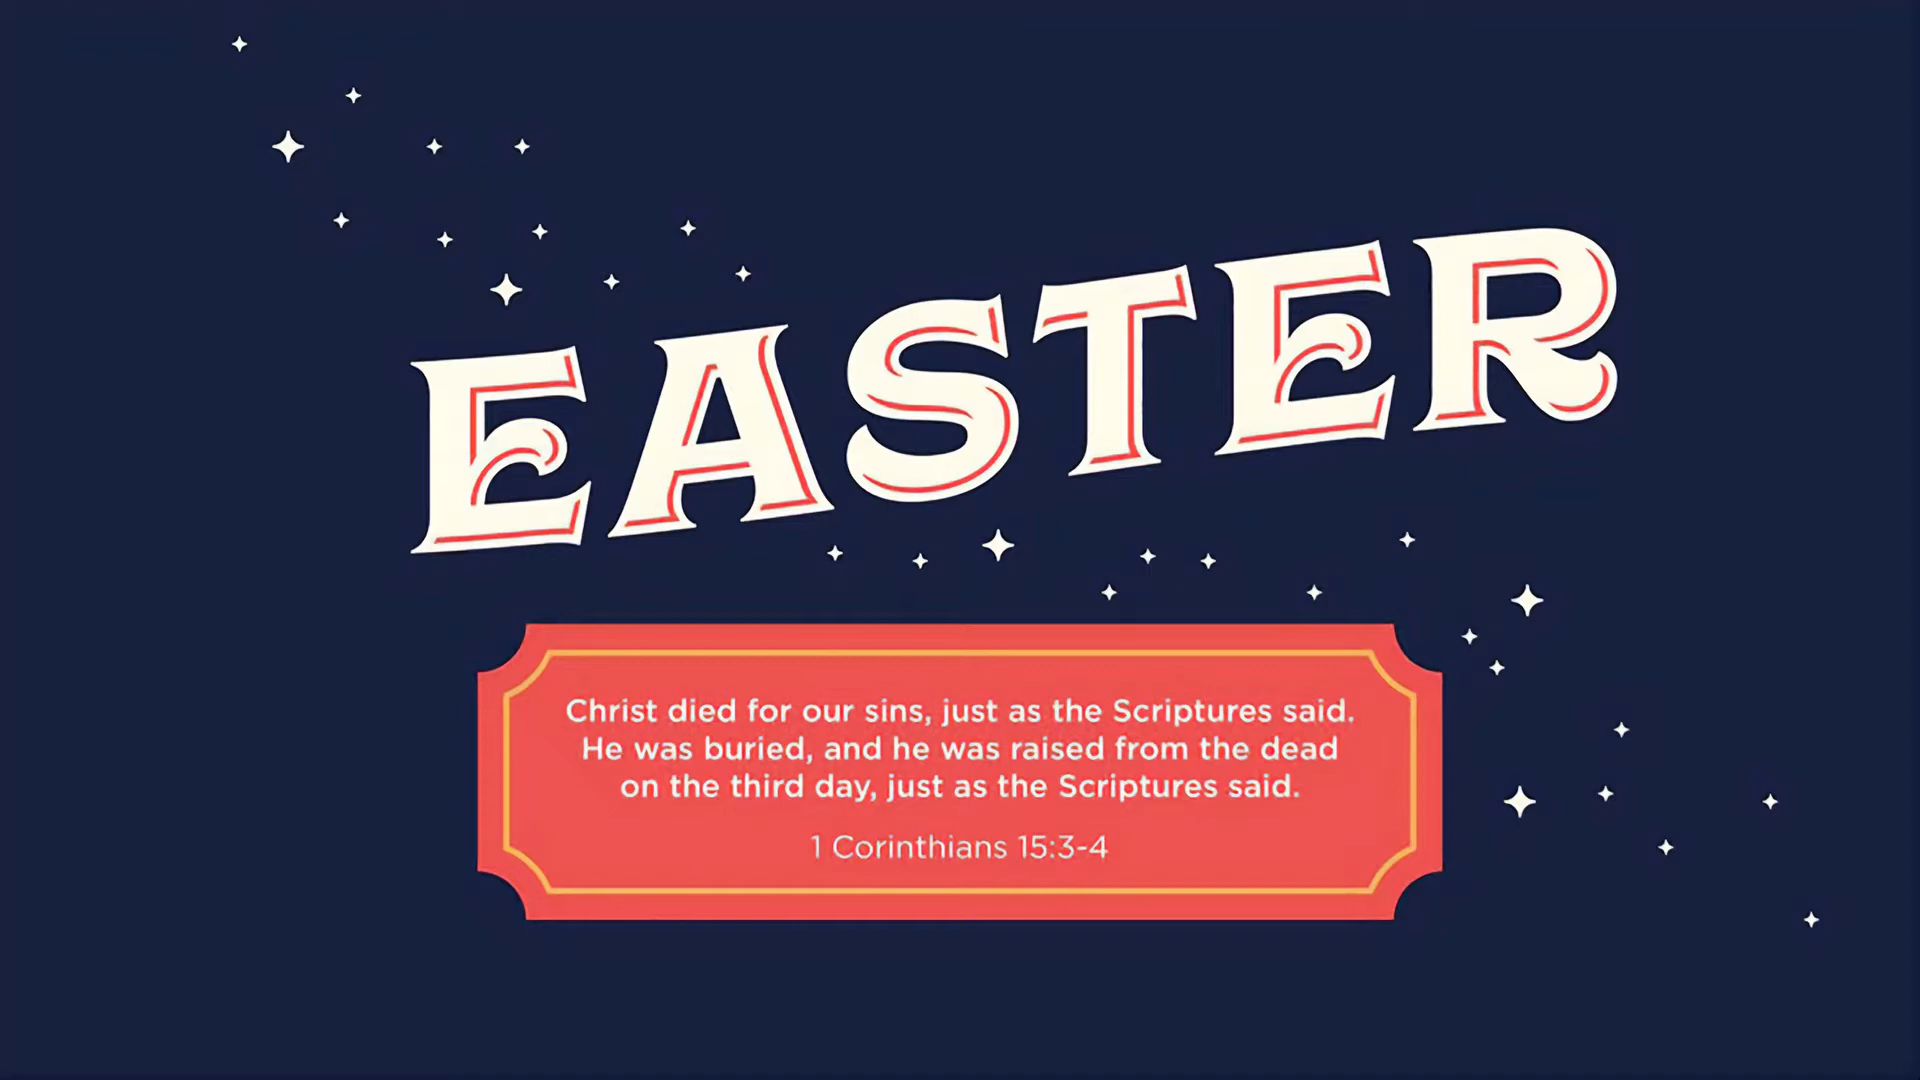 EASTER
Christ died for our sins, just as the Scriptures said.
He was buried, and he was raised from the dead
on the third day, just as the Scriptures said.
1 Corinthians 15:3-4